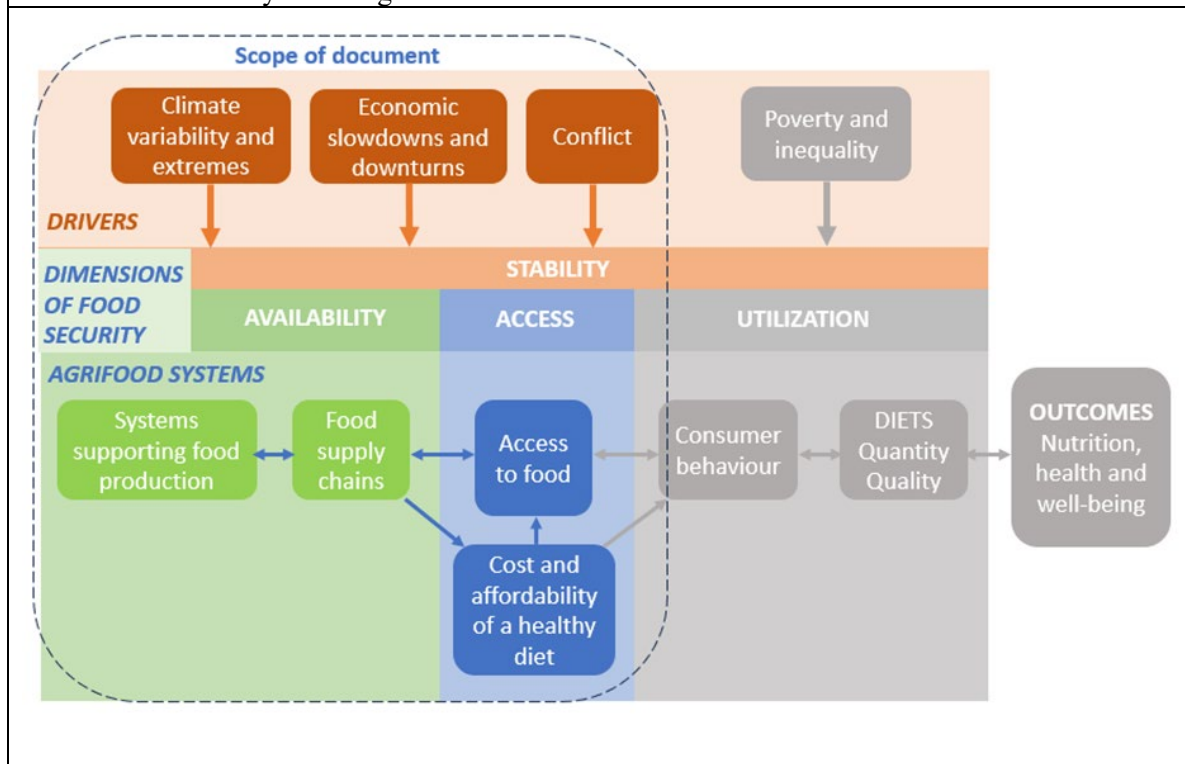 Scope of document
Climate
variability and
extremes
Economic
slowdowns and
downturns
Conflict
Poverty and
inequality
DRIVERS
DIMENSIONS
OF FOOD
SECURITY
STABILITY
AVAILABILITY
ACCESS
UTILIZATION
AGRIFOOD SYSTEMS
Systems
supporting food
production
Food
supply
chains
Access
to food
Consumer
behaviour
DIETS
Quantity
Quality
OUTCOMES
Nutrition,
health and
well-being
Cost and
affordability
of a healthy
diet